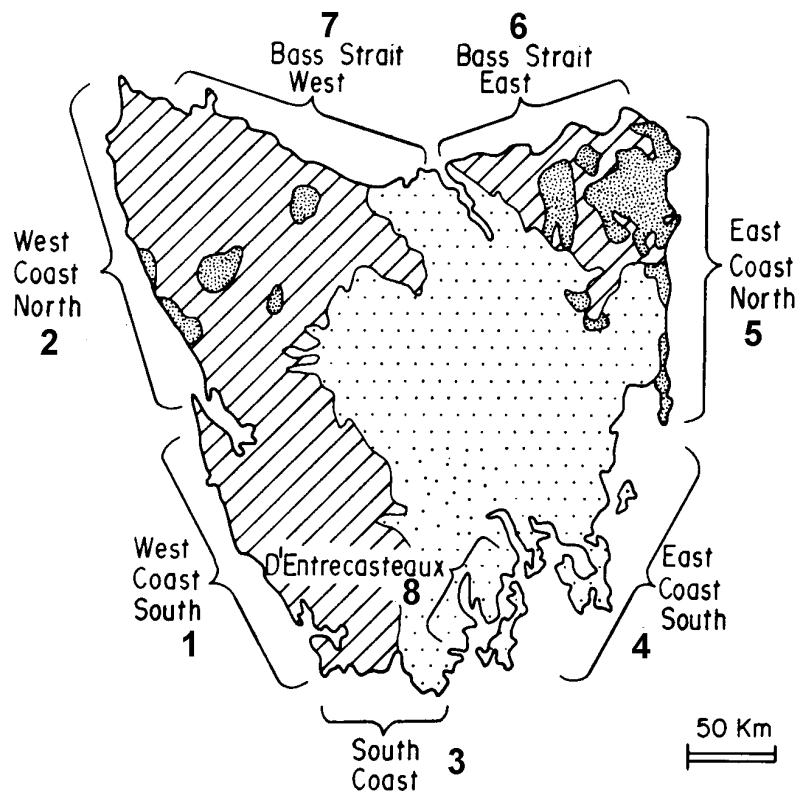 7
Bass Strait
West
6
Bass Strait
East
West
Coast
North
2
East
Coast
North
5
West
Coast
South
1
D'Entrecasteaux
8
East
Coast
South
4
South
Coast
3
50 Km